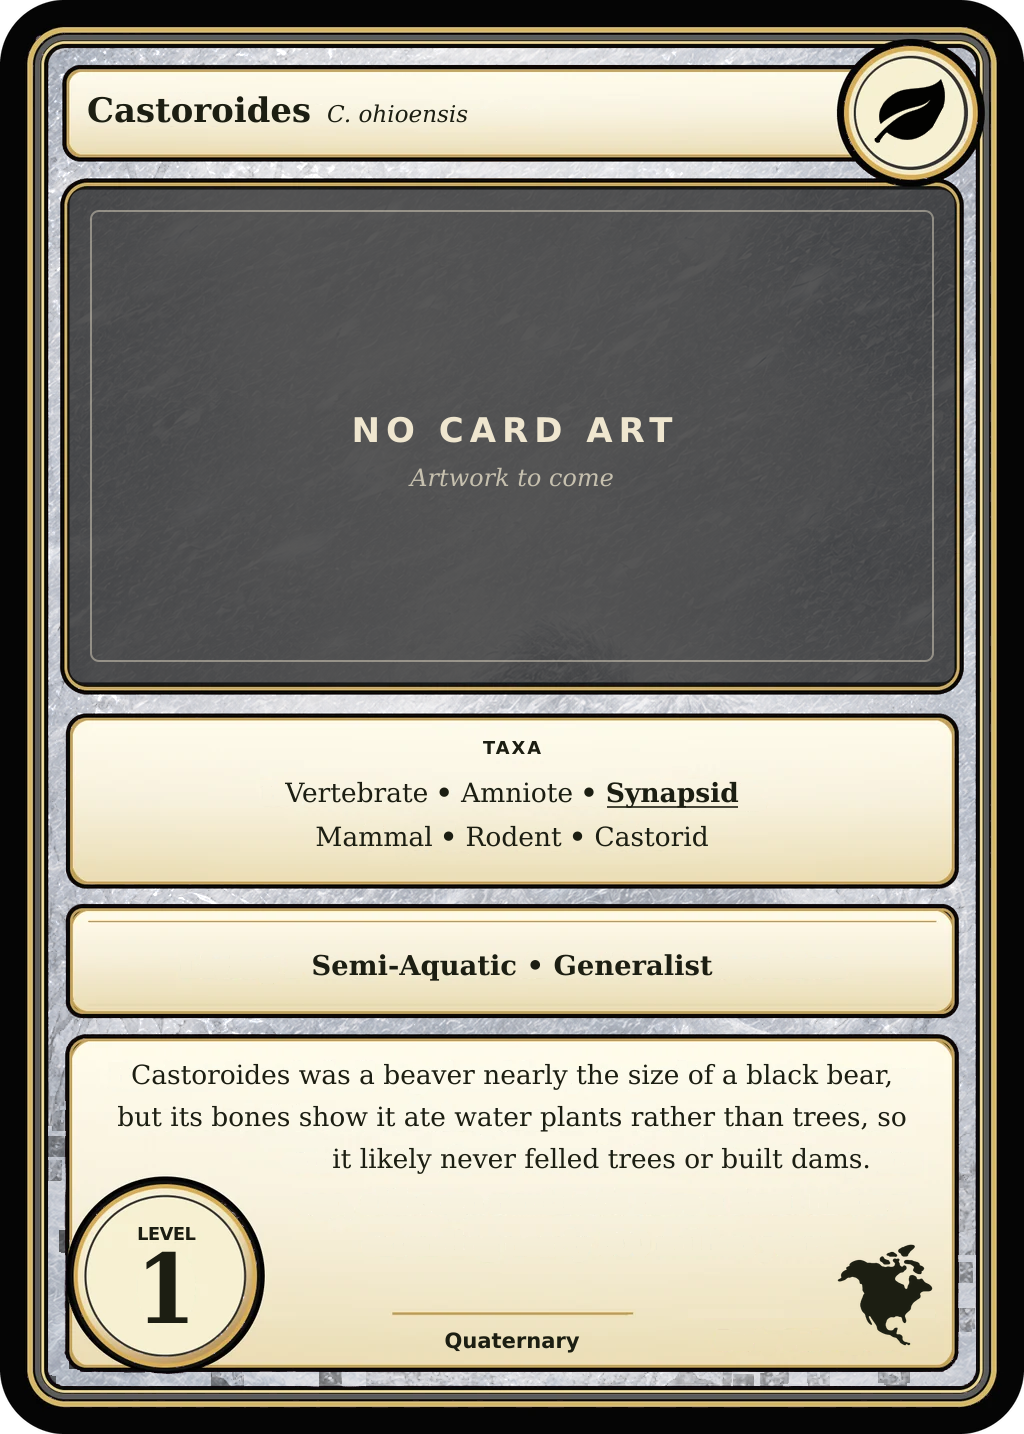 Castoroides C. ohioensis
NO CARD ART
Artwork to come
TAXA
Vertebrate • Amniote • Synapsid
Mammal • Rodent • Castorid
Semi-Aquatic • Generalist
Castoroides was a beaver nearly the size of a black bear,
but its bones show it ate water plants rather than trees, so
it likely never felled trees or built dams.
LEVEL
1
Quaternary